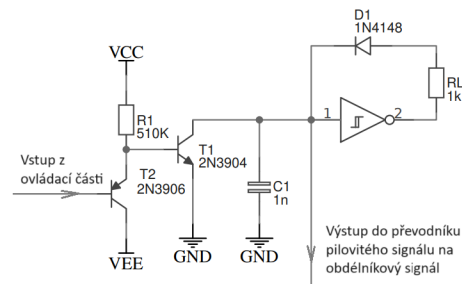 D1
1N4148
VCC
RL
1k
R1
510K
1
2
T1
2N3904
Vstup z
ovládací části
T2
2N3906
C1
1n
VEE
GND
GND
Výstup do převodníku
pilovitého signálu na
obdélníkový signál